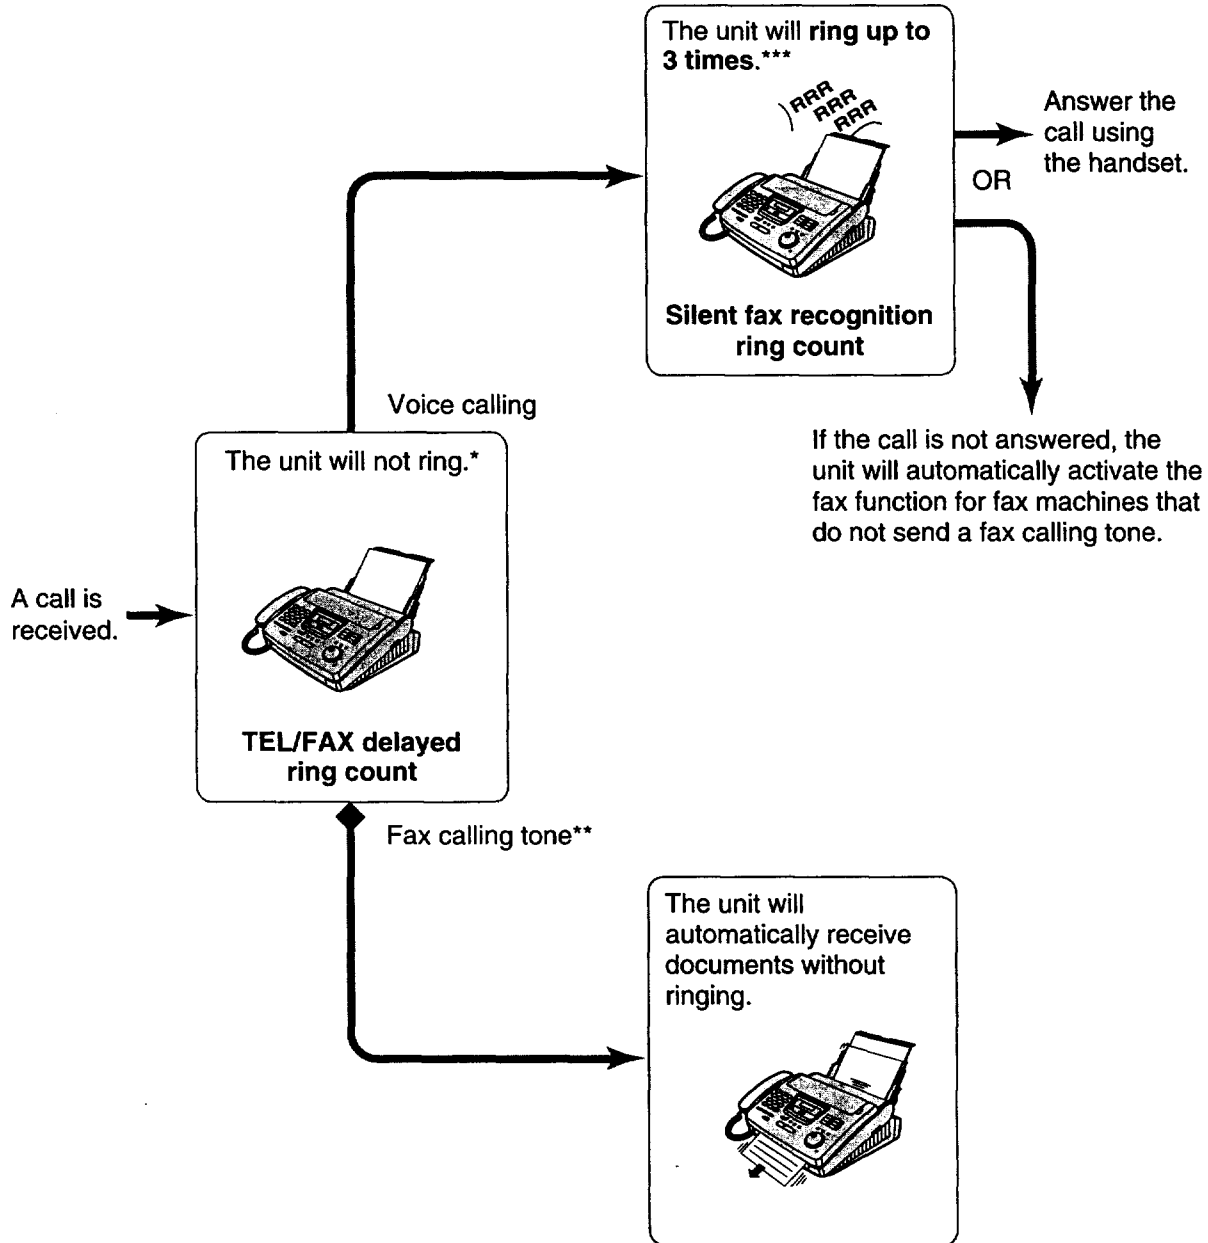 The unit will ring up to
3 times.***
RRR
RRR
RRR
Silent fax recognition
ring count
Answer the
call using
the handset.
OR
If the call is not answered, the
unit will automatically activate the
fax function for fax machines that
do not send a fax calling tone.
Voice calling
The unit will not ring.*
TEL/FAX delayed
ring count
A call is
received.
Fax calling tone**
The unit will
automatically receive
documents without
ringing.